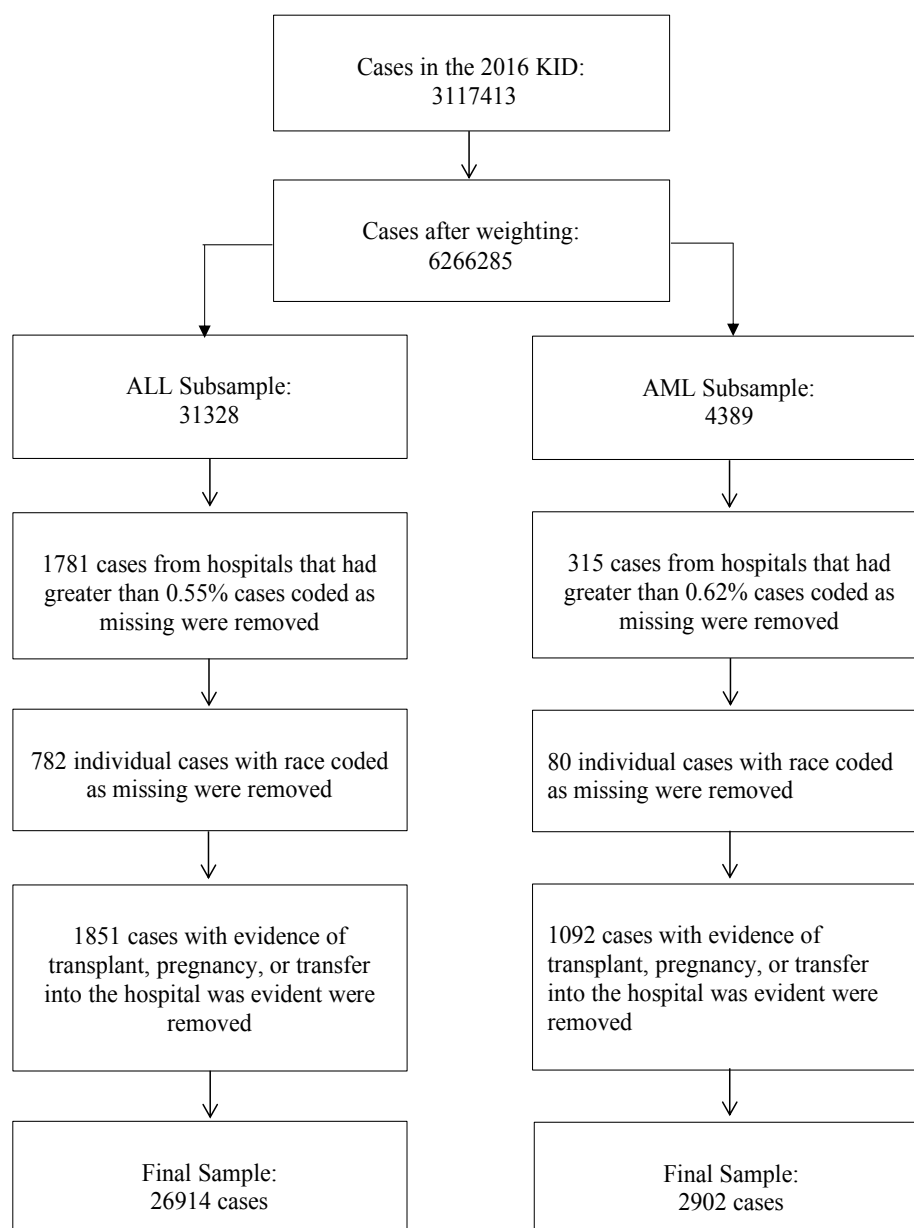 Cases in the 2016 KID:
3117413
Cases after weighting:
6266285
ALL Subsample:
31328
AML Subsample:
4389
1781 cases from hospitals that had
greater than 0.55% cases coded as
missing were removed
315 cases from hospitals that had
greater than 0.62% cases coded as
missing were removed
782 individual cases with race coded
as missing were removed
80 individual cases with race coded
as missing were removed
1851 cases with evidence of
transplant, pregnancy, or transfer
into the hospital was evident were
removed
1092 cases with evidence of
transplant, pregnancy, or transfer
into the hospital was evident were
removed
Final Sample:
26914 cases
Final Sample:
2902 cases